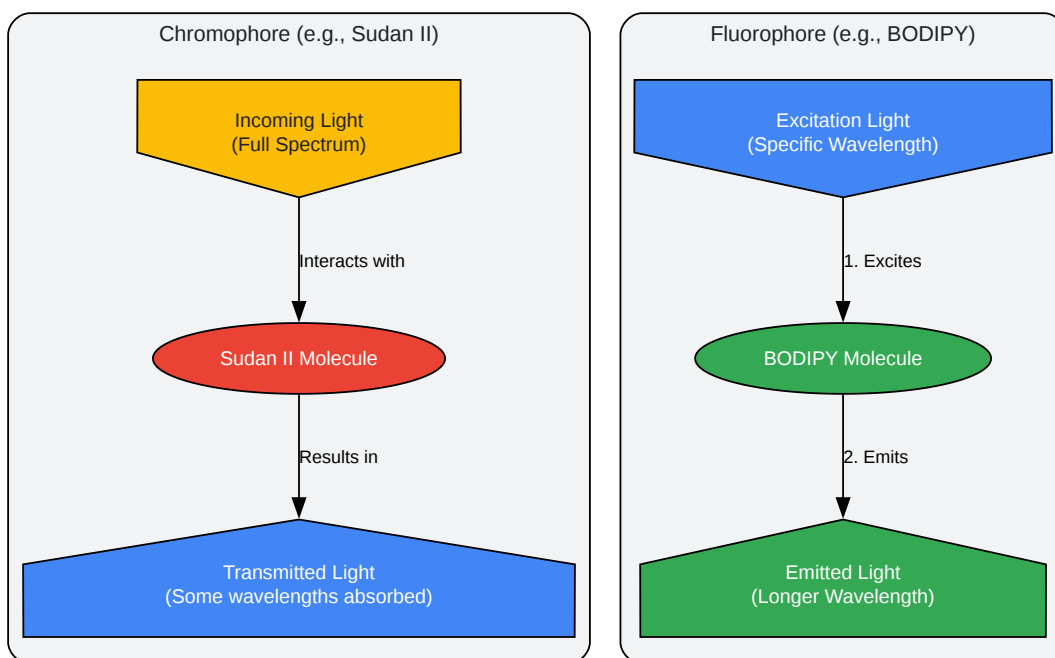 Chromophore (e.g., Sudan II)
Incoming Light
(Full Spectrum)
Interacts with
Sudan II Molecule
Results in
Transmitted Light
(Some wavelengths absorbed)
Fluorophore (e.g., BODIPY)
Excitation Light
(Specific Wavelength)
1. Excites
BODIPY Molecule
2. Emits
Emitted Light
(Longer Wavelength)